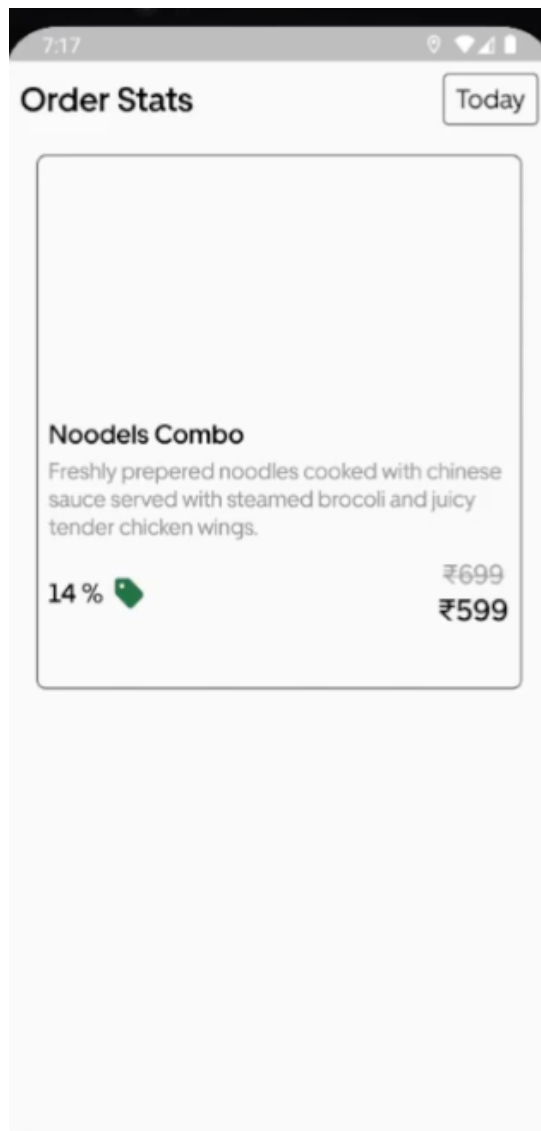 7:17
Order Stats
Today
Noodels Combo
Freshly prepered noodles cooked with chinese
sauce served with steamed brocoli and juicy
tender chicken wings.
14 %
₹699
₹599